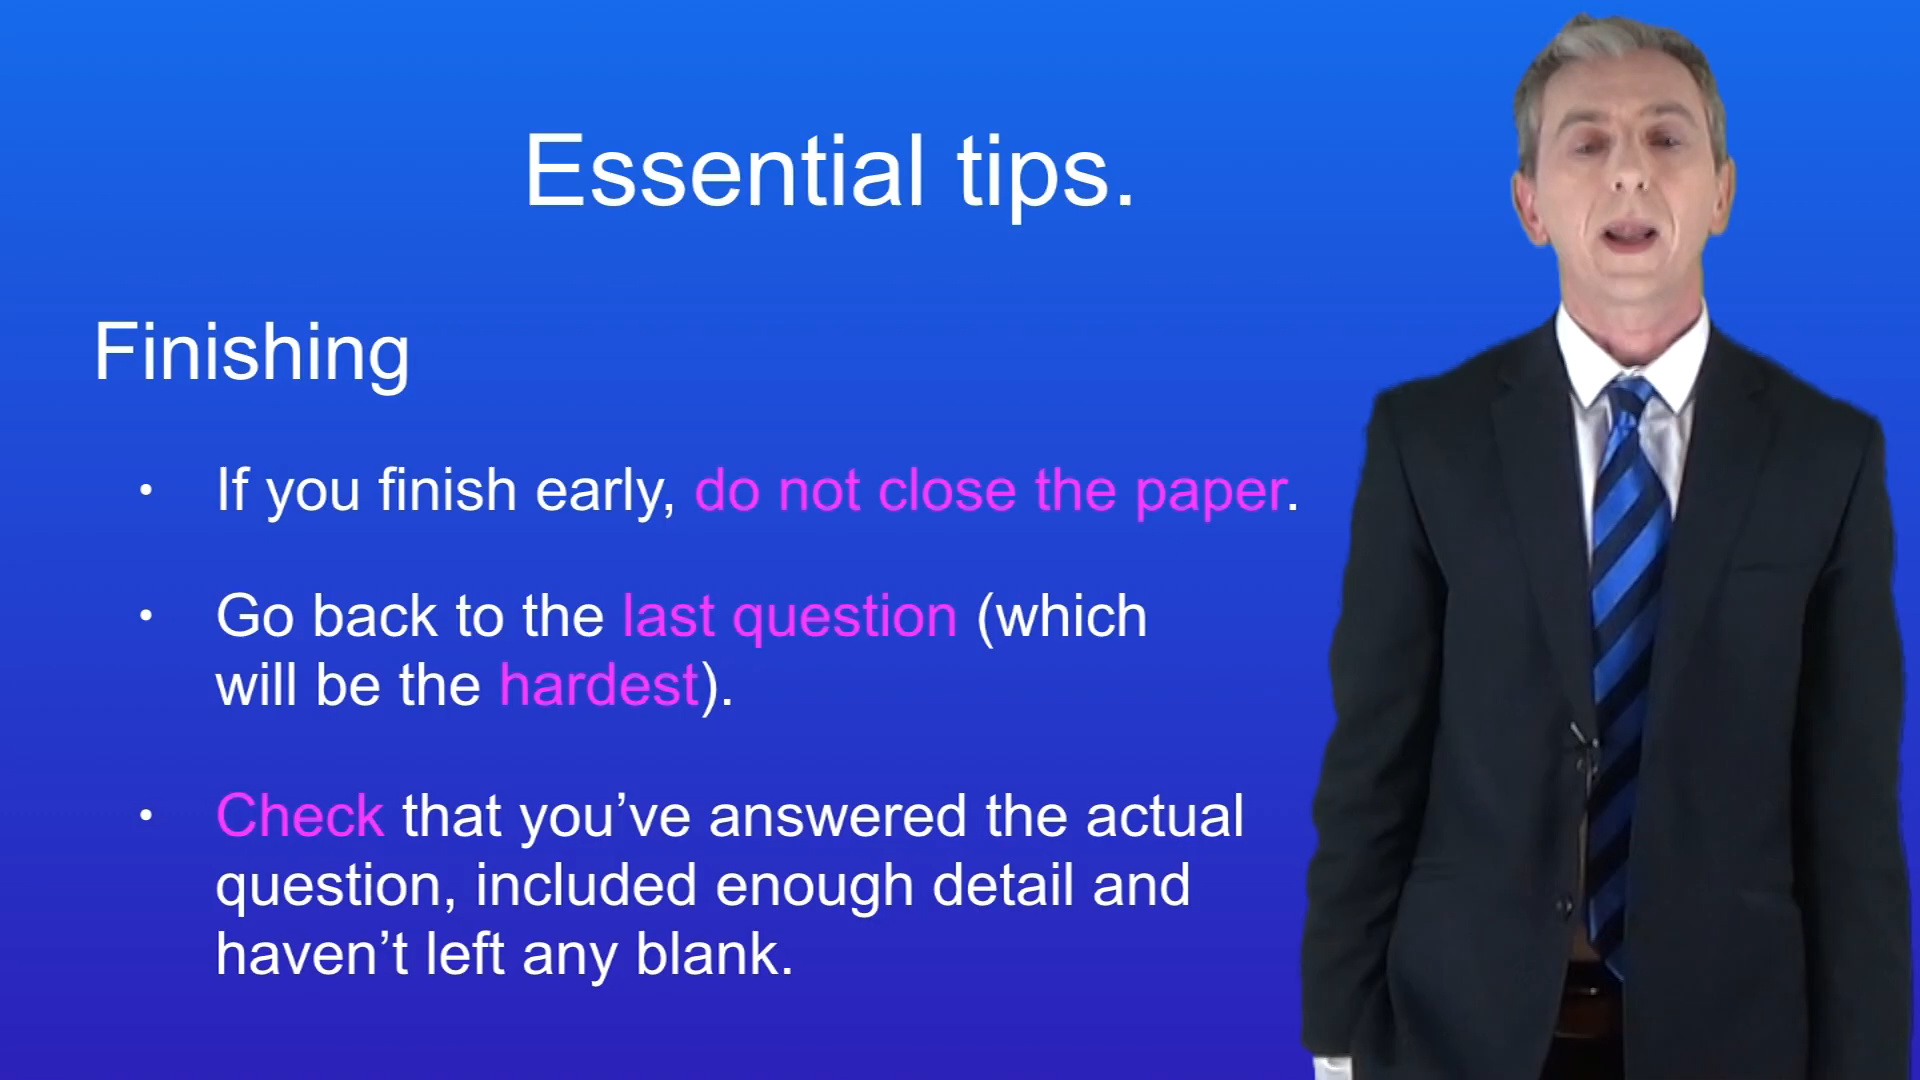 Essential tips.
Finishing
• If you finish early, do not close the paper.
• Go back to the last question (which
will be the hardest).
• Check that you’ve answered the actual
question, included enough detail and
haven’t left any blank.